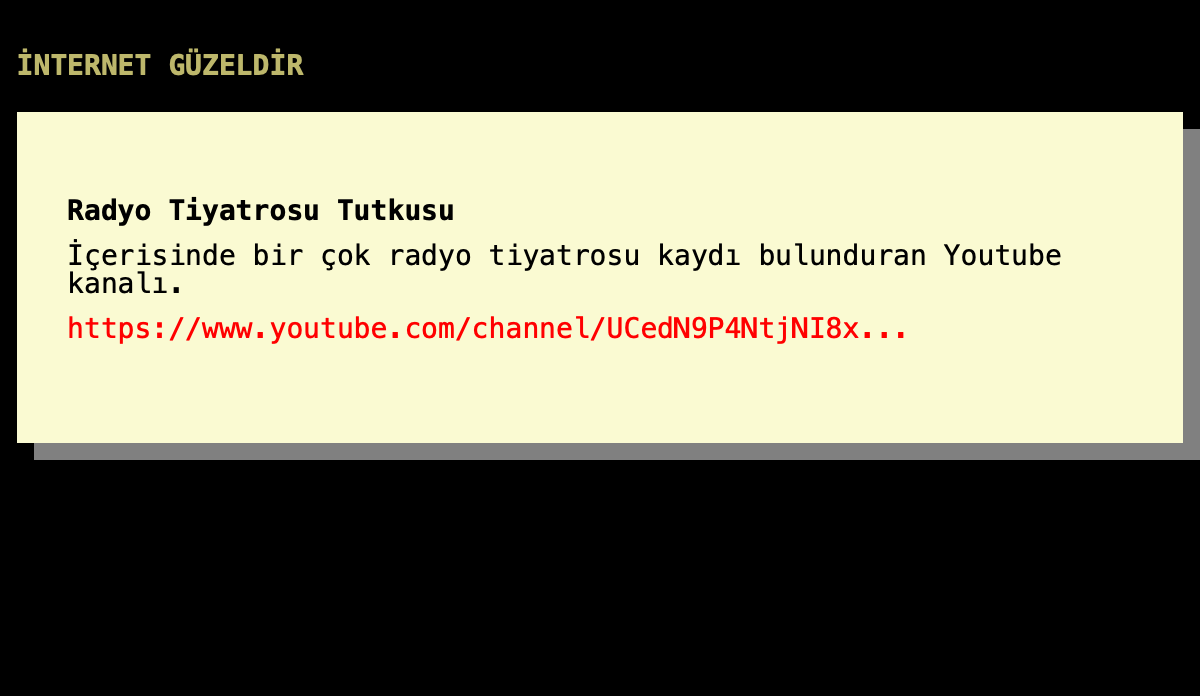 İNTERNET GÜZELDİR
Radyo Tiyatrosu Tutkusu
İçerisinde bir çok radyo tiyatrosu kaydı bulunduran Youtube
kanalı.
https://www.youtube.com/channel/UCedN9P4NtjNI8x...